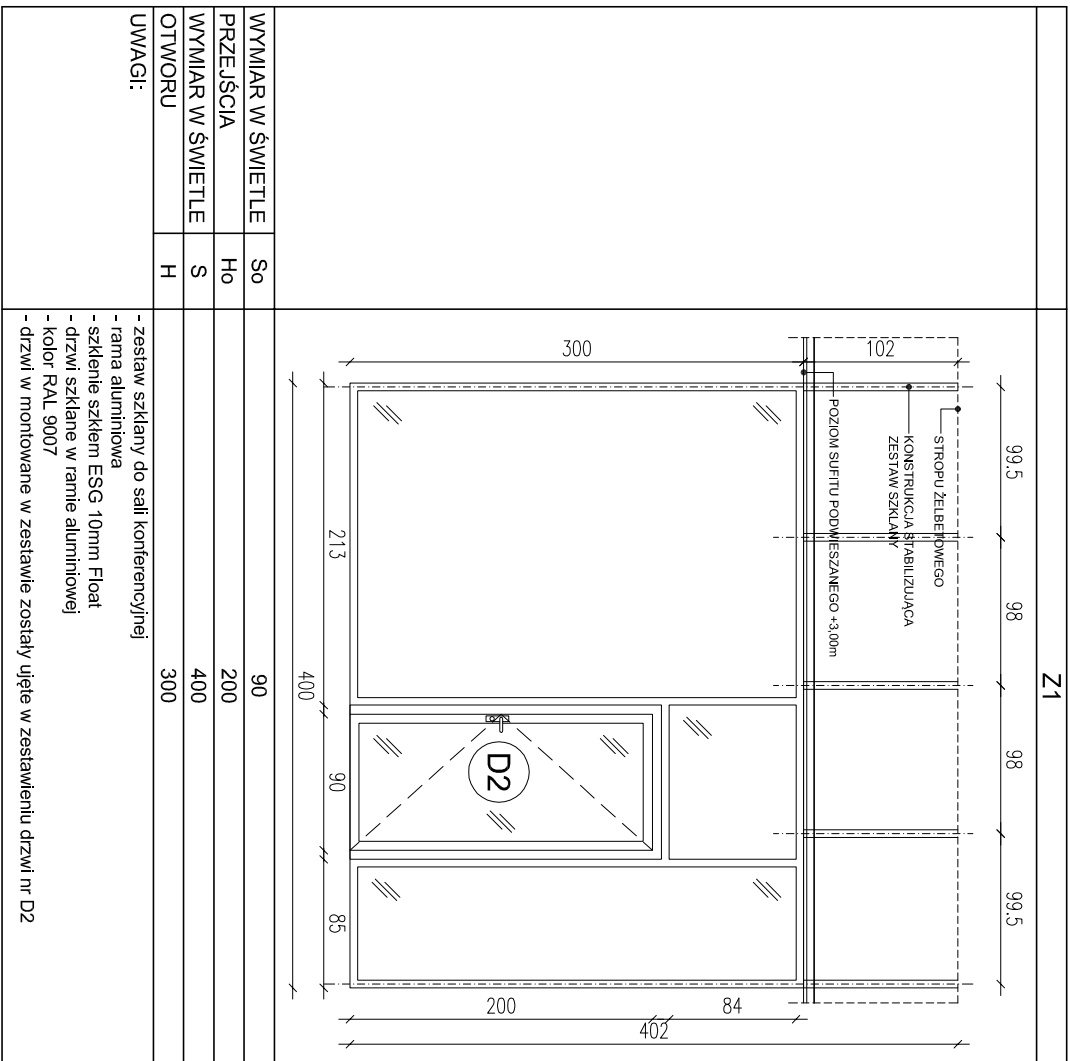 Z1
99.5
98
98
99.5
102
300
STROPU ŻELBETOWEGO
KONSTRUKCJA STABILIZUJĄCA
ZESTAW SZKLANY
POZIOM SUFITU PODWIESZANEGO +3,00m
D2
84
200
402
213
90
85
400
WYMIAR W ŚWIETLE So 90
PRZEJŚCIA Ho 200
WYMIAR W ŚWIETLE S 400
OTWORU H 300
UWAGI:
- zestaw szklany do sali konferencyjnej
- rama aluminiowa
- szklenie szkłem ESG 10mm Float
- drzwi szklane w ramie aluminiowej
- kolor RAL 9007
- drzwi w montowane w zestawie zostały ujęte w zestawieniu drzwi nr D2